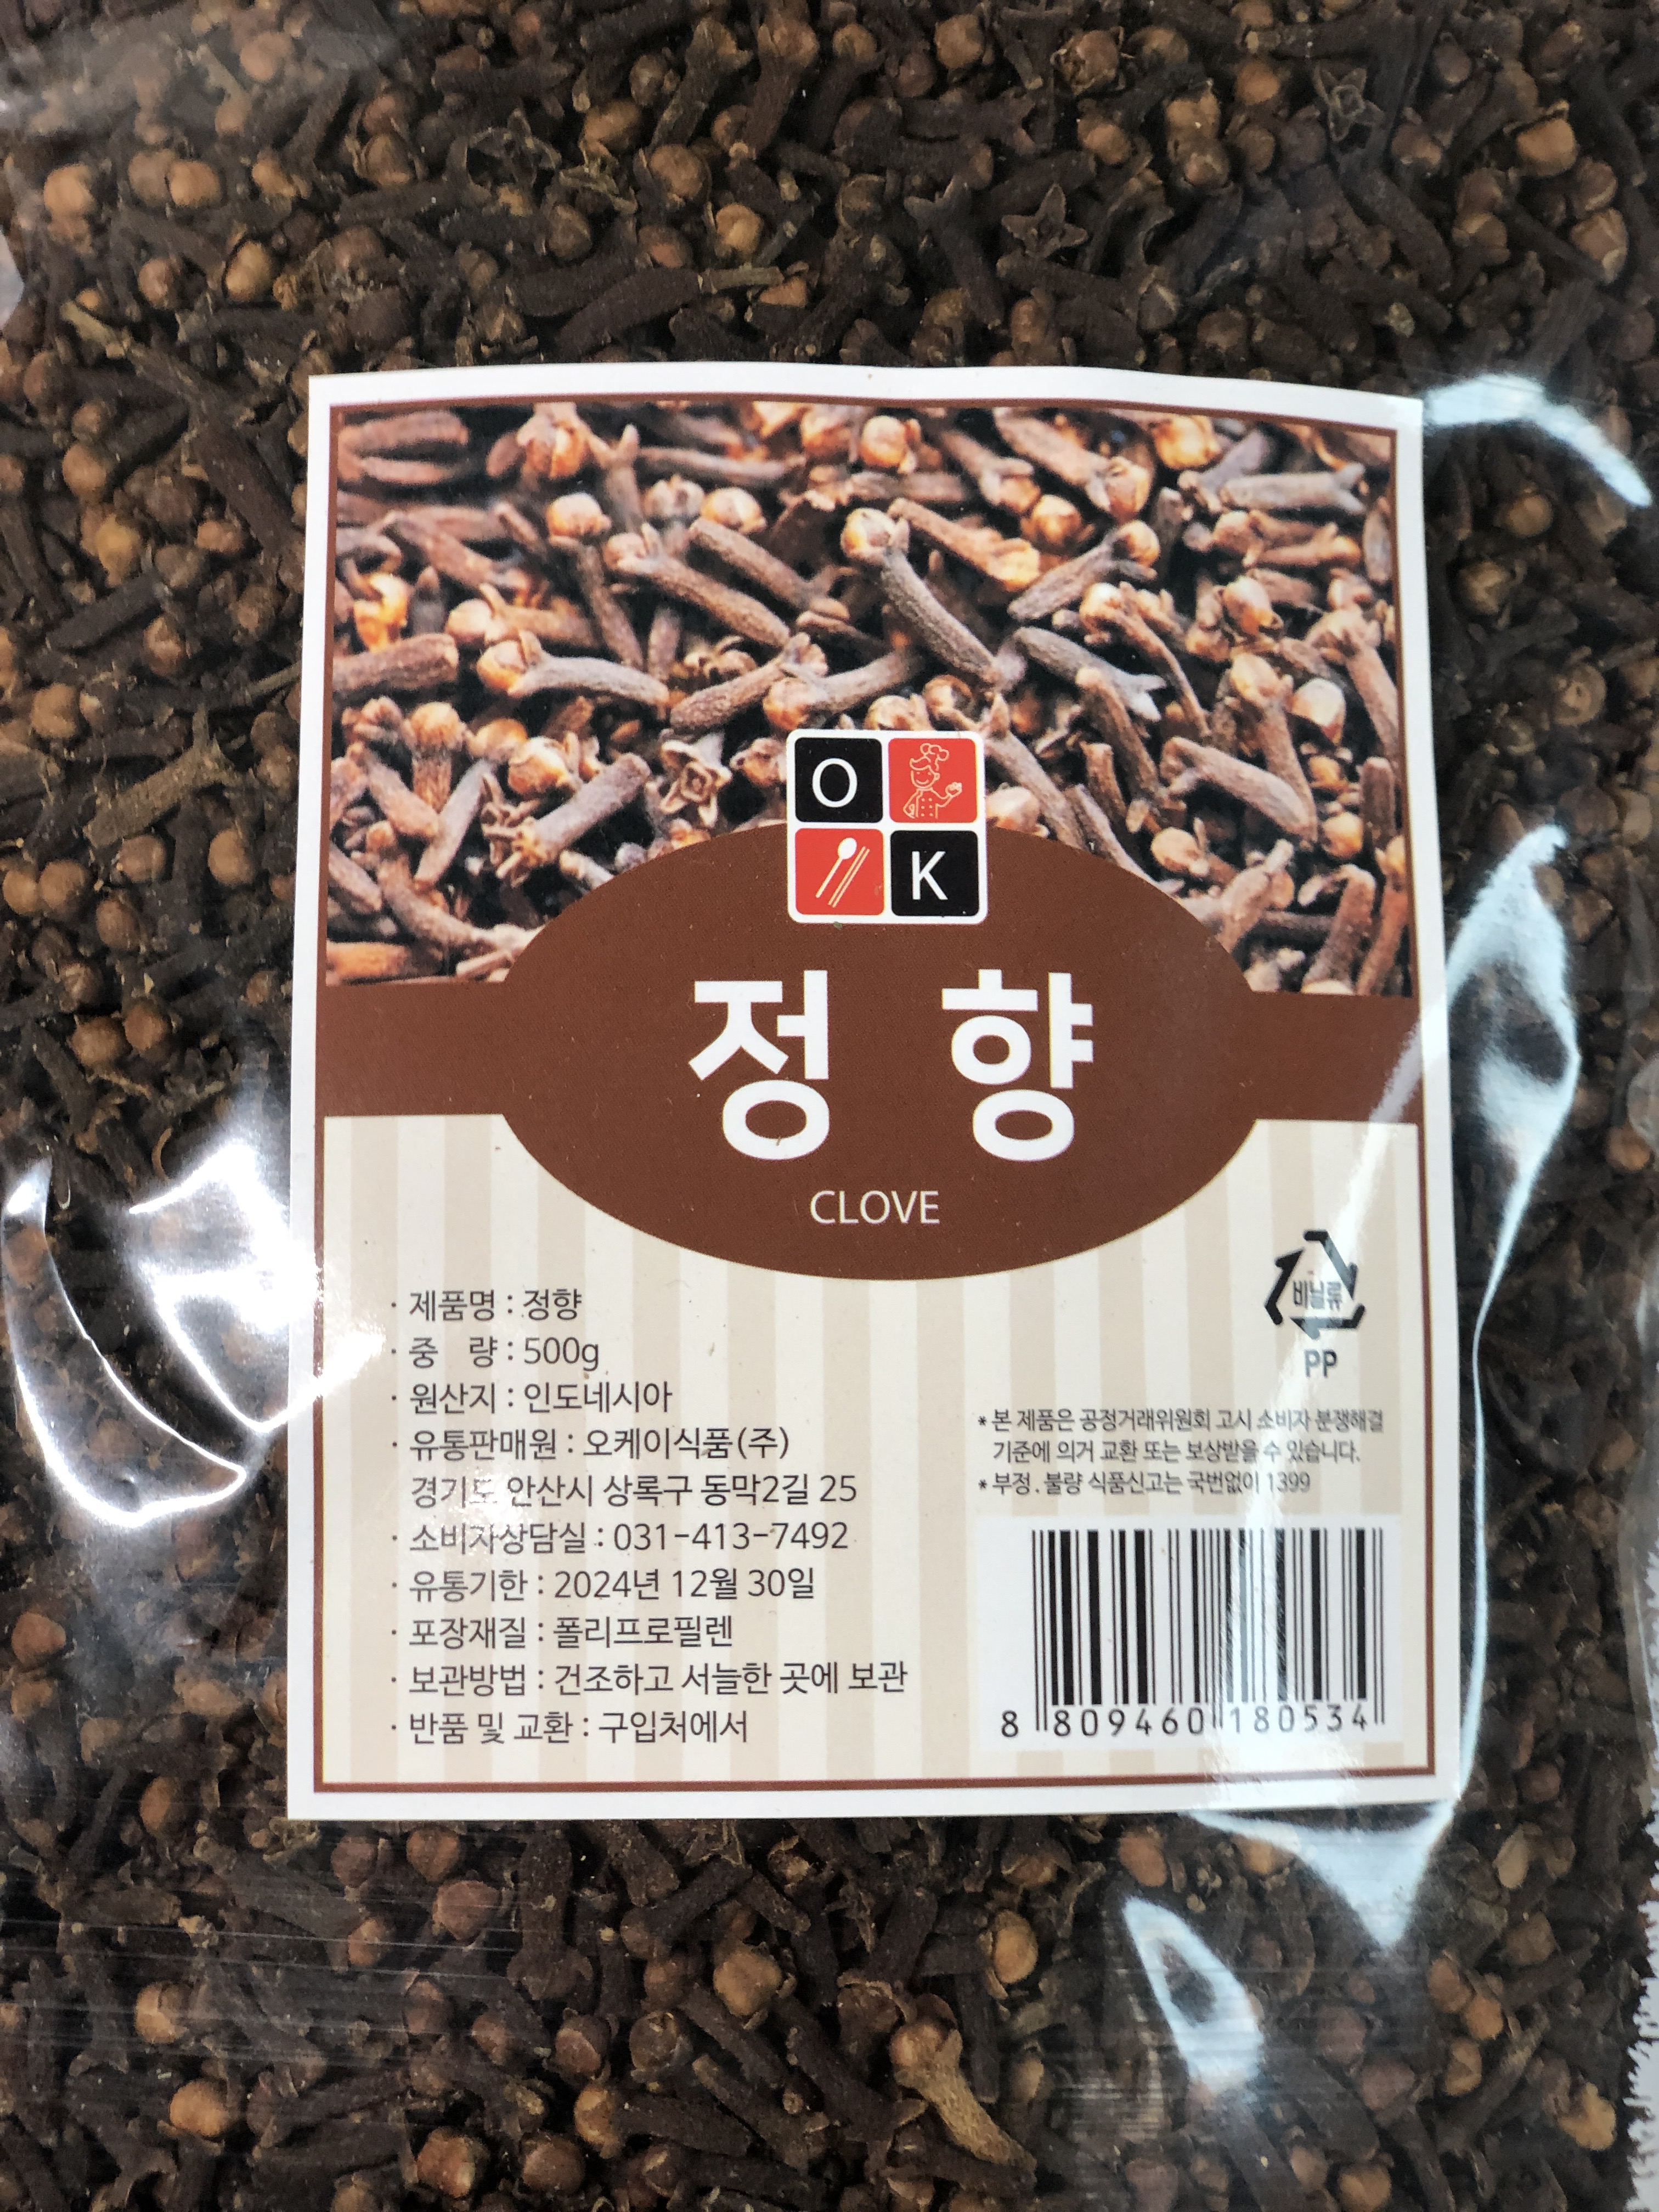 O
K
정 향
CLOVE
· 제품명 : 정향
· 중 량 : 500g
· 원산지 : 인도네시아
· 유통판매원 : 오케이식품(주)
경기도 안산시 상록구 동막2길 25
· 소비자상담실 : 031-413-7492
· 유통기한 : 2024년 12월 30일
· 포장재질 : 폴리프로필렌
· 보관방법 : 건조하고 서늘한 곳에 보관
· 반품 및 교환 : 구입처에서
비닐류
PP
* 본 제품은 공정거래위원회 고시 소비자 분쟁해결
기준에 의거 교환 또는 보상받을 수 있습니다.
* 부정 . 불량 식품신고는 국번없이 1399
8 809460 180534